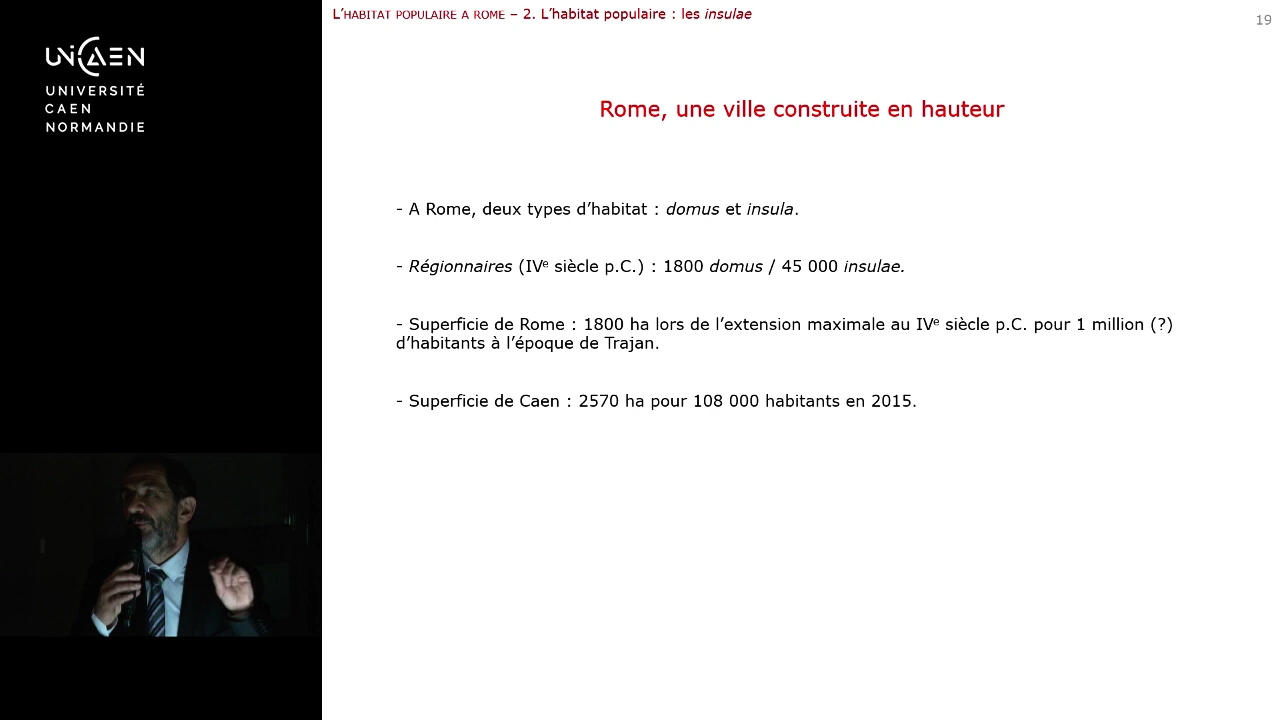 UNICAEN
UNIVERSITÉ
CAEN
NORMANDIE
L'HABITAT POPULAIRE A ROME – 2. L'habitat populaire : les insulae
19
Rome, une ville construite en hauteur
- A Rome, deux types d'habitat : domus et insula.
- Régionnaires (IVe siècle p.C.) : 1800 domus / 45 000 insulae.
- Superficie de Rome : 1800 ha lors de l'extension maximale au IVe siècle p.C. pour 1 million (?)
d'habitants à l'époque de Trajan.
- Superficie de Caen : 2570 ha pour 108 000 habitants en 2015.